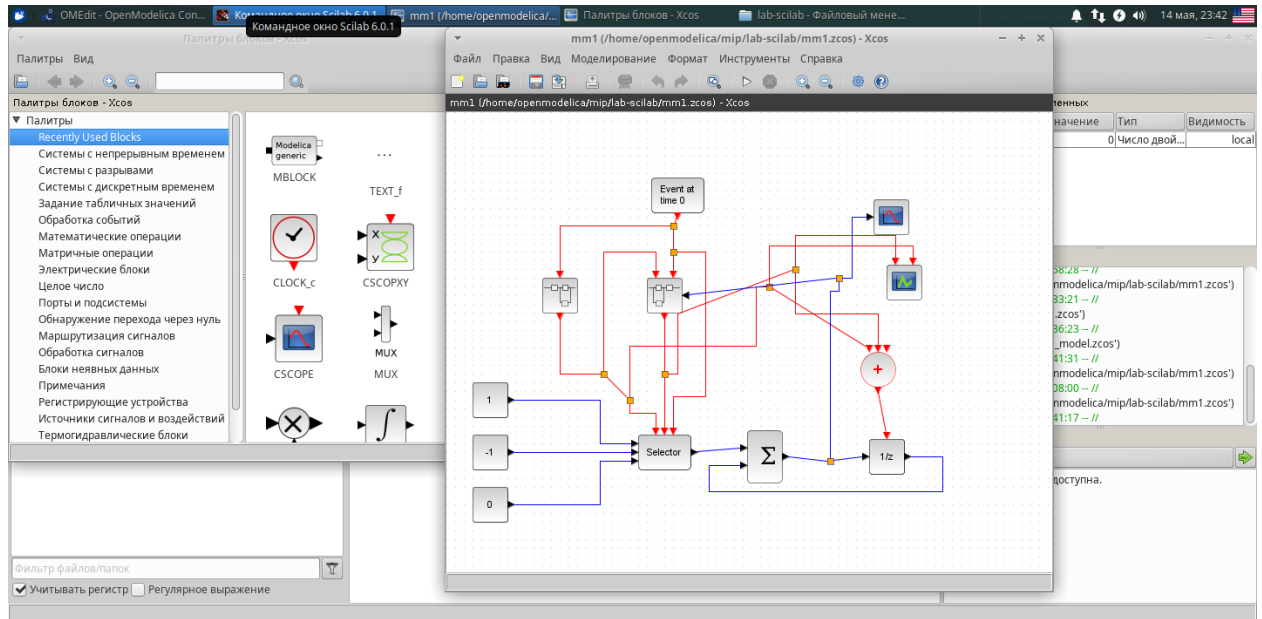 OMEdit - OpenModelica Con...
Командное окно Scilab 6.0.1
mm1 (/home/openmodelica/...
Палитры блоков - Xcos
lab-scilab - Файловый мене...
14 мая, 23:42
Командное окно Scilab 6.0.1
Палитры Вид
Палитры блоков - Xcos
Палитры
Recently Used Blocks
Системы с непрерывным временем
Системы с разрывами
Системы с дискретным временем
Задание табличных значений
Обработка событий
Математические операции
Матричные операции
Электрические блоки
Целое число
Порты и подсистемы
Обнаружение перехода через нуль
Маршрутизация сигналов
Обработка сигналов
Блоки неявных данных
Примечания
Регистрирующие устройства
Источники сигналов и воздействий
Термогидравлические блоки
Modelica
generic
MBLOCK
...
TEXT_f
CLOCK_c
X
Y
CSCOPXY
CSCOPE
MUX
MUX
mm1 (/home/openmodelica/mip/lab-scilab/mm1.zcos) - Xcos
Файл Правка Вид Моделирование Формат Инструменты Справка
mm1 (/home/openmodelica/mip/lab-scilab/mm1.zcos) - Xcos
Event at
time 0
1
-1
0
Selector
Σ
1/z
+
Тип
Видимость
0
Число двой...
local
nmodelica/mip/lab-scilab/mm1.zcos')
33:21 -- //
.zcos')
36:23 -- //
_model.zcos')
41:31 -- //
nmodelica/mip/lab-scilab/mm1.zcos')
08:00 -- //
nmodelica/mip/lab-scilab/mm1.zcos')
41:17 -- //
доступна.
Фильтр файлов/папок
Учитывать регистр
Регулярное выражение